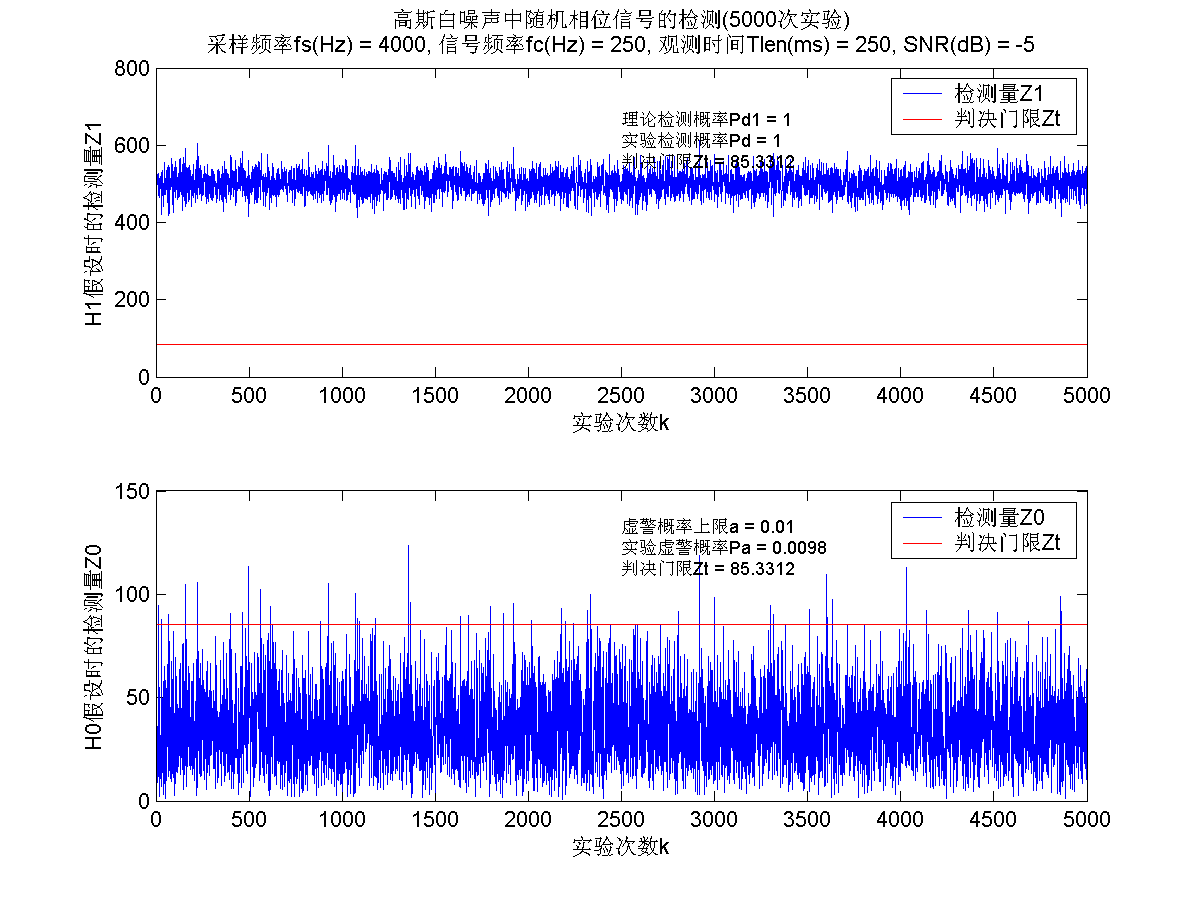 高斯白噪声中随机相位信号的检测(5000次实验)
采样频率fs(Hz) = 4000, 信号频率fc(Hz) = 250, 观测时间Tlen(ms) = 250, SNR(dB) = -5
800
600
400
200
0
H1假设时的检测量Z1
理论检测概率Pd1 = 1
实验检测概率Pd = 1
判决门限Zt = 85.3312
检测量Z1
判决门限Zt
0 500 1000 1500 2000 2500 3000 3500 4000 4500 5000
实验次数k
150
100
50
0
H0假设时的检测量Z0
虚警概率上限a = 0.01
实验虚警概率Pa = 0.0098
判决门限Zt = 85.3312
检测量Z0
判决门限Zt
0 500 1000 1500 2000 2500 3000 3500 4000 4500 5000
实验次数k